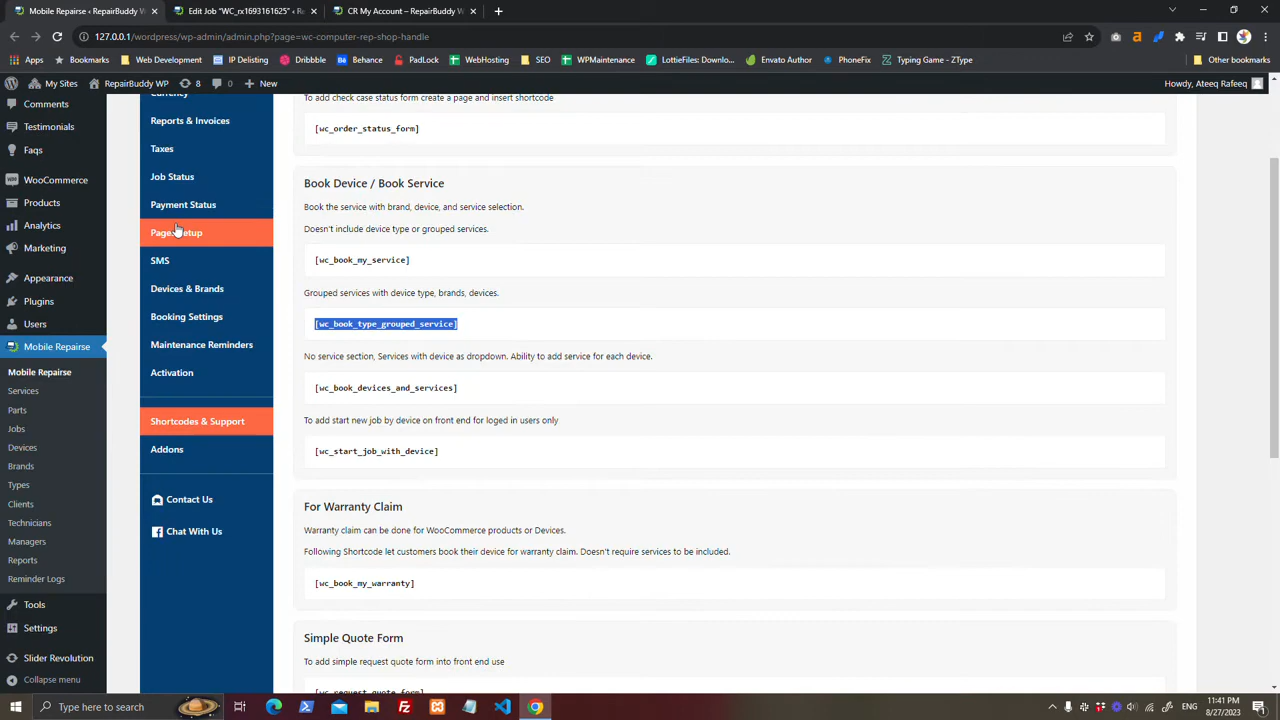 Mobile Repairse ‹ RepairBuddy W
Edit Job "WC_rx1693161625" ‹ R
CR My Account – RepairBuddy W
127.0.0.1/wordpress/wp-admin/admin.php?page=wc-computer-rep-shop-handle
Apps
Bookmarks
Web Development
IP Delisting
Dribbble
Behance
PadLock
WebHosting
SEO
WPMaintenance
LottieFiles: Downlo...
Envato Author
PhoneFix
Typing Game - ZType
Other bookmarks
My Sites
RepairBuddy WP
8
0
New
Howdy, Ateeq Rafeeq
Comments
Testimonials
Faqs
WooCommerce
Products
Analytics
Marketing
Appearance
Plugins
Users
Mobile Repairse
Mobile Repairse
Services
Parts
Jobs
Devices
Brands
Types
Clients
Technicians
Managers
Reports
Reminder Logs
Tools
Settings
Slider Revolution
Collapse menu
Currency
Reports & Invoices
Taxes
Job Status
Payment Status
Page Setup
SMS
Devices & Brands
Booking Settings
Maintenance Reminders
Activation
Shortcodes & Support
Addons
Contact Us
Chat With Us
To add check case status form create a page and insert shortcode
[wc_order_status_form]
Book Device / Book Service
Book the service with brand, device, and service selection.
Doesn't include device type or grouped services.
[wc_book_my_service]
Grouped services with device type, brands, devices.
[wc_book_type_grouped_service]
No service section, Services with device as dropdown. Ability to add service for each device.
[wc_book_devices_and_services]
To add start new job by device on front end for loged in users only
[wc_start_job_with_device]
For Warranty Claim
Warranty claim can be done for WooCommerce products or Devices.
Following Shortcode let customers book their device for warranty claim. Doesn't require services to be included.
[wc_book_my_warranty]
Simple Quote Form
To add simple request quote form into front end use
[wc_request_quote_form]
Type here to search
11:41 PM
8/27/2023
1